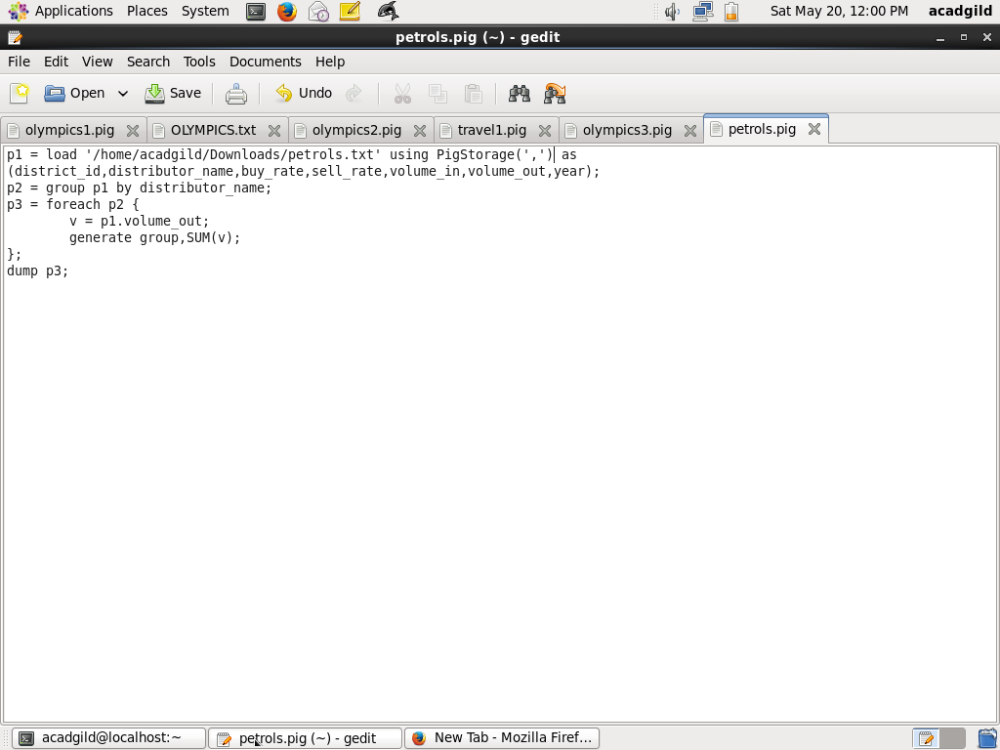 Applications Places System Sat May 20, 12:00 PM acadgild
petrols.pig (~) - gedit
File Edit View Search Tools Documents Help
Open Save Undo
olympics1.pig OLYMPICS.txt olympics2.pig travel1.pig olympics3.pig petrols.pig
p1 = load '/home/acadgild/Downloads/petrols.txt' using PigStorage(',') as
(district_id,distributor_name,buy_rate,sell_rate,volume_in,volume_out,year);
p2 = group p1 by distributor_name;
p3 = foreach p2 {
v = p1.volume_out;
generate group,SUM(v);
};
dump p3;
acadgild@localhost:~ petrols.pig (~) - gedit New Tab - Mozilla Firef...